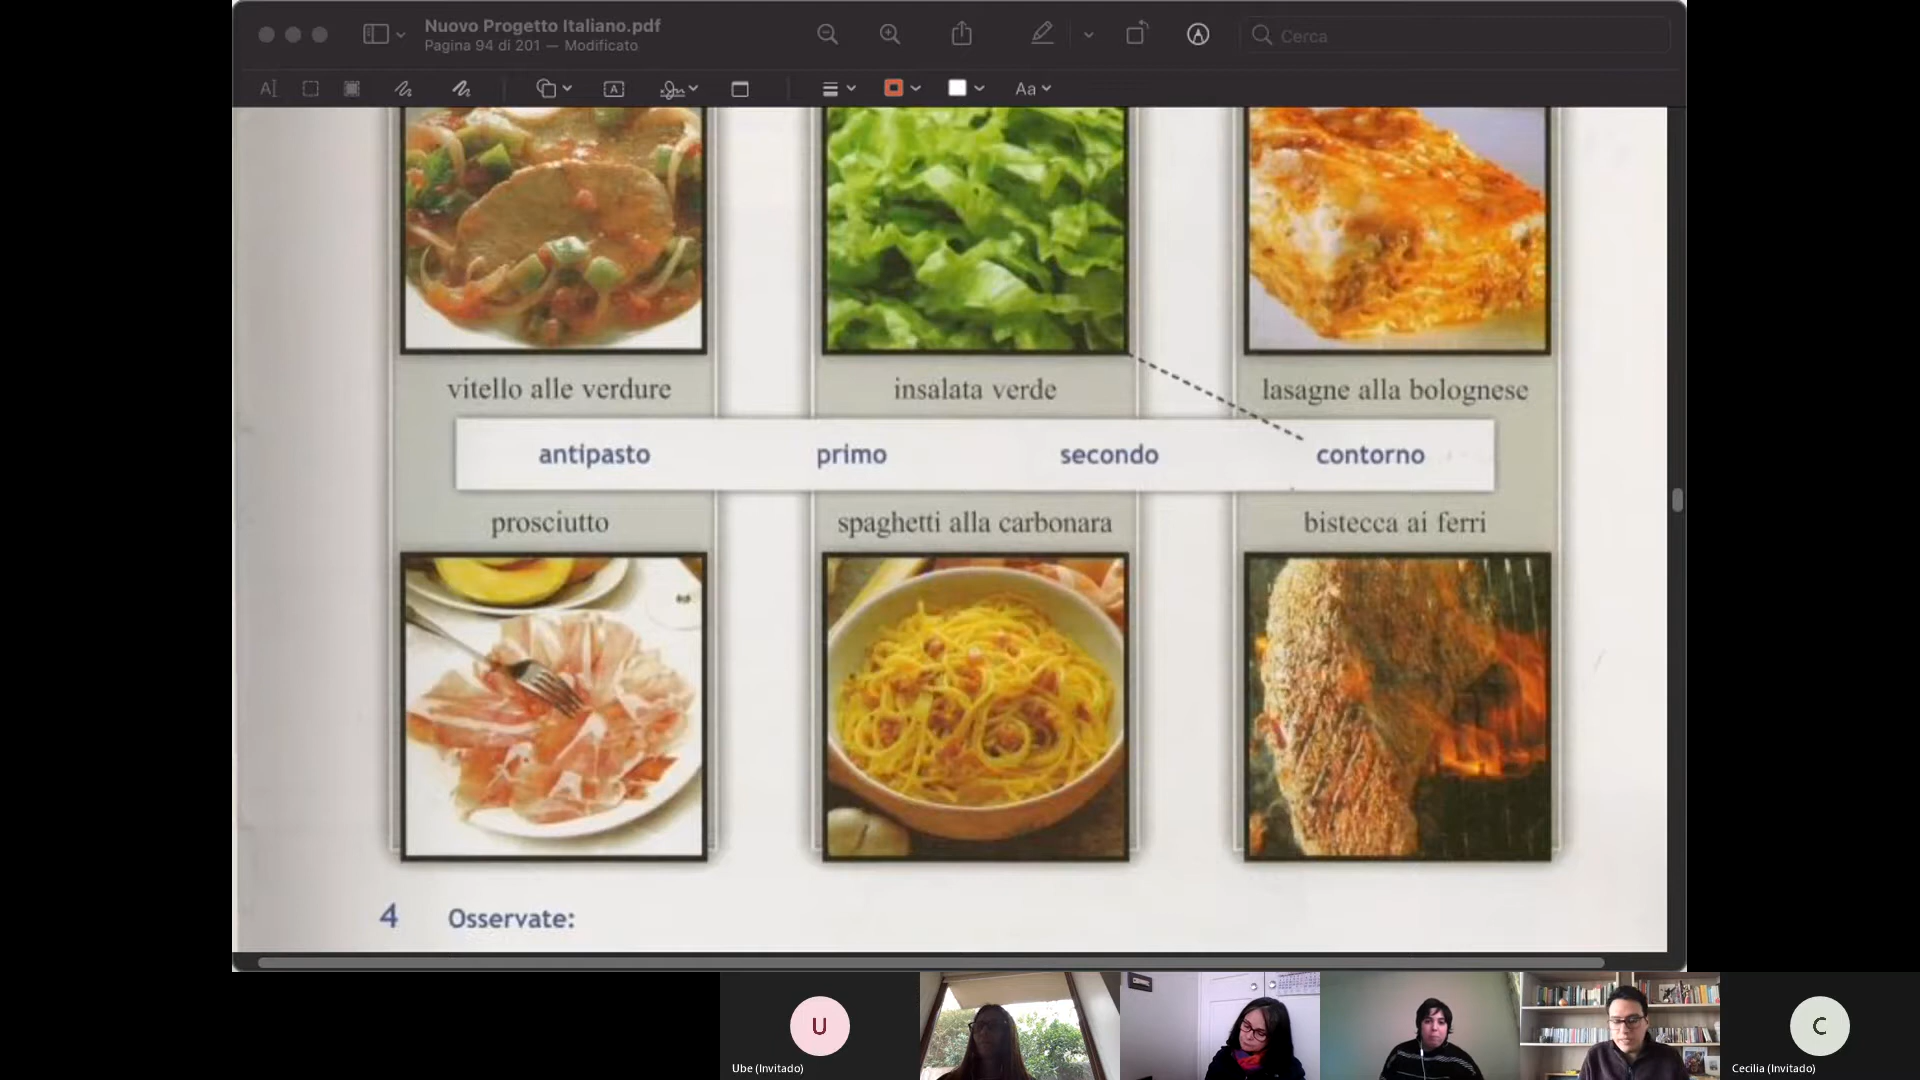 Nuovo Progetto Italiano.pdf
Pagina 94 di 201 — Modificato
Cerca
A
A
Aa
vitello alle verdure
insalata verde
lasagne alla bolognese
antipasto primo secondo contorno
prosciutto
spaghetti alla carbonara
bistecca ai ferri
4 Osservate:
U
Ube (Invitado)
C
Cecilia (Invitado)